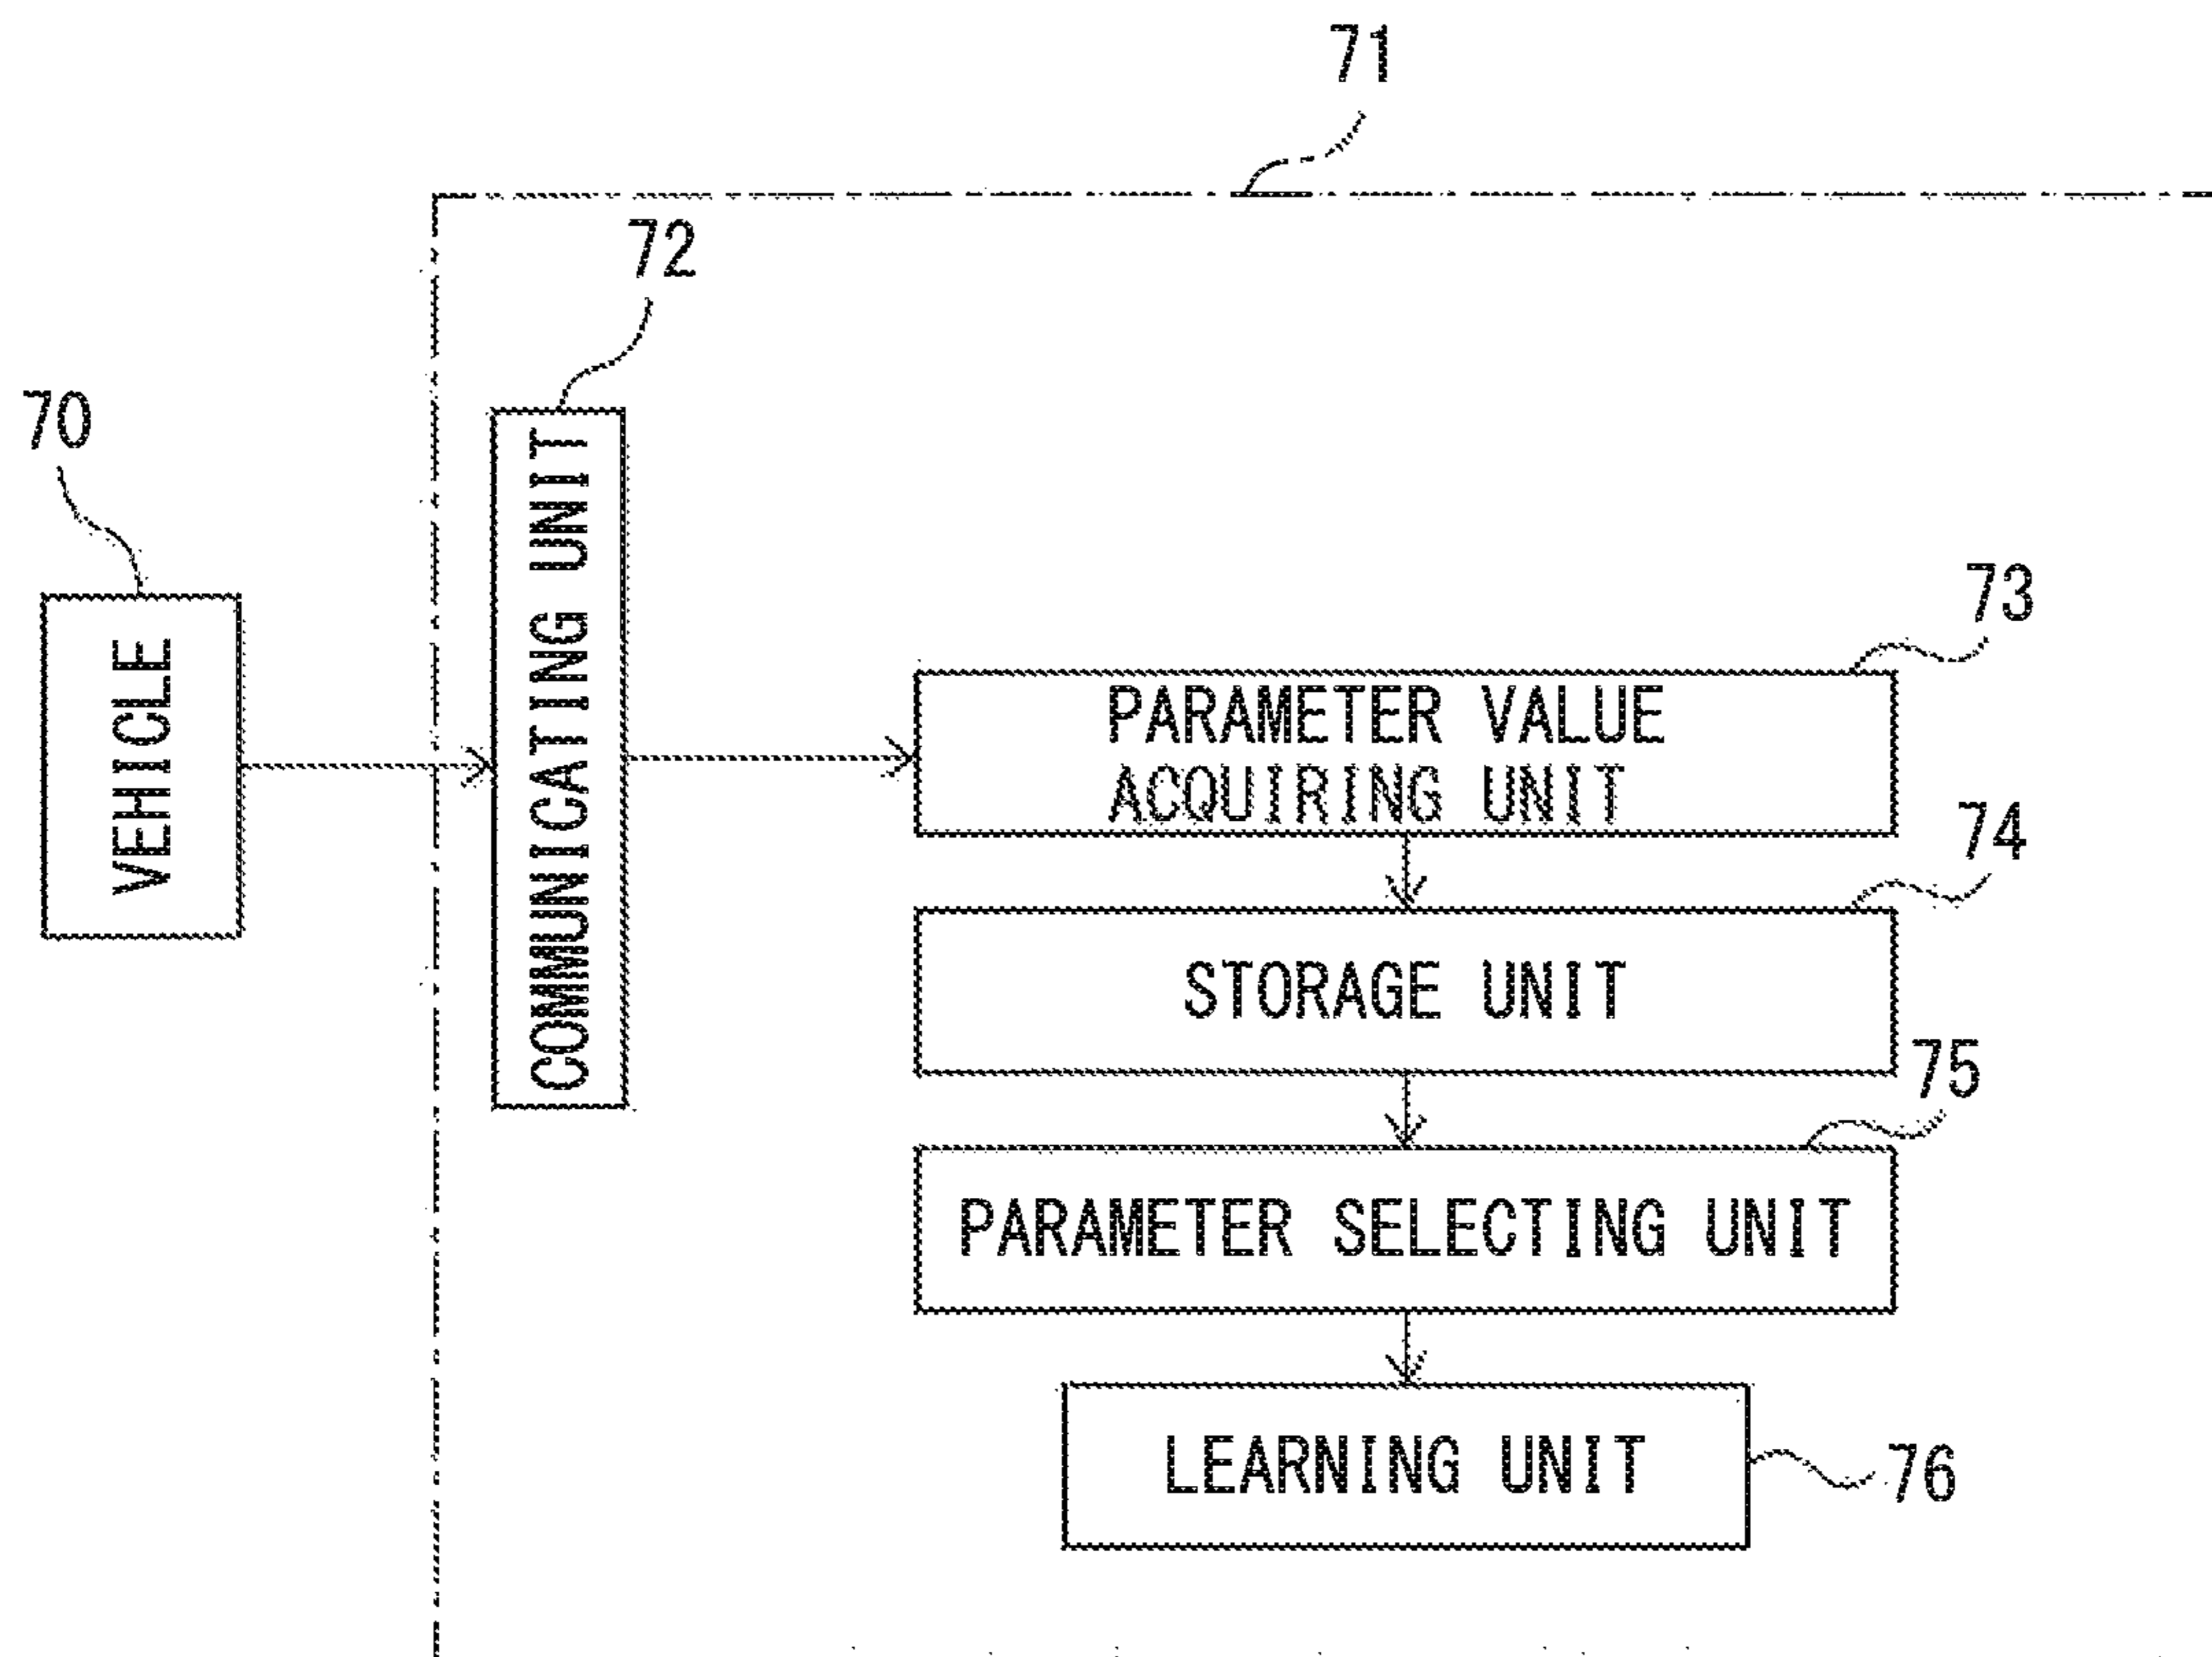 71
72
70
VEHICLE
COMMUNICATING UNIT
73
PARAMETER VALUE
ACQUIRING UNIT
74
STORAGE UNIT
75
PARAMETER SELECTING UNIT
LEARNING UNIT
76